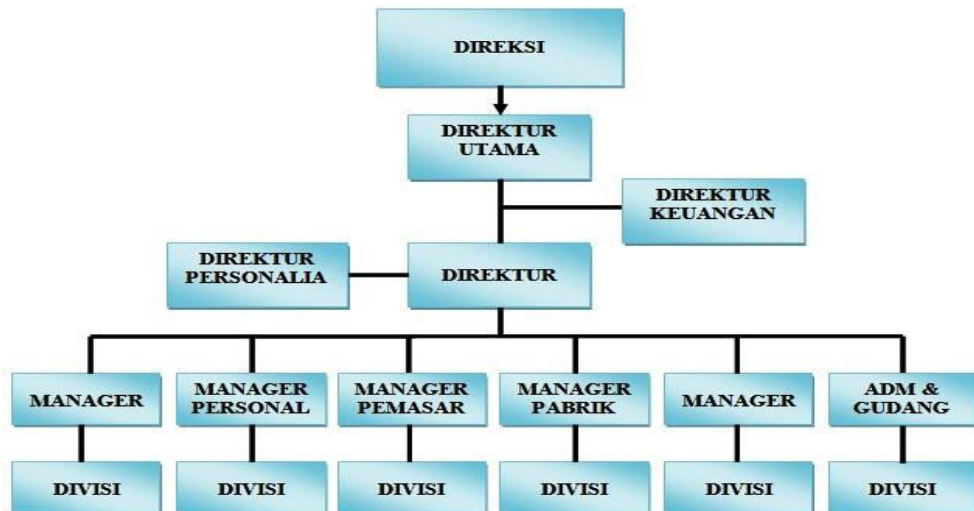 DIREKSI
DIREKTUR
UTAMA
DIREKTUR
KEUANGAN
DIREKTUR
PERSONALIA
DIREKTUR
MANAGER
MANAGER
PERSONAL
MANAGER
PEMASAR
MANAGER
PABRIK
MANAGER
ADM &
GUDANG
DIVISI
DIVISI
DIVISI
DIVISI
DIVISI
DIVISI